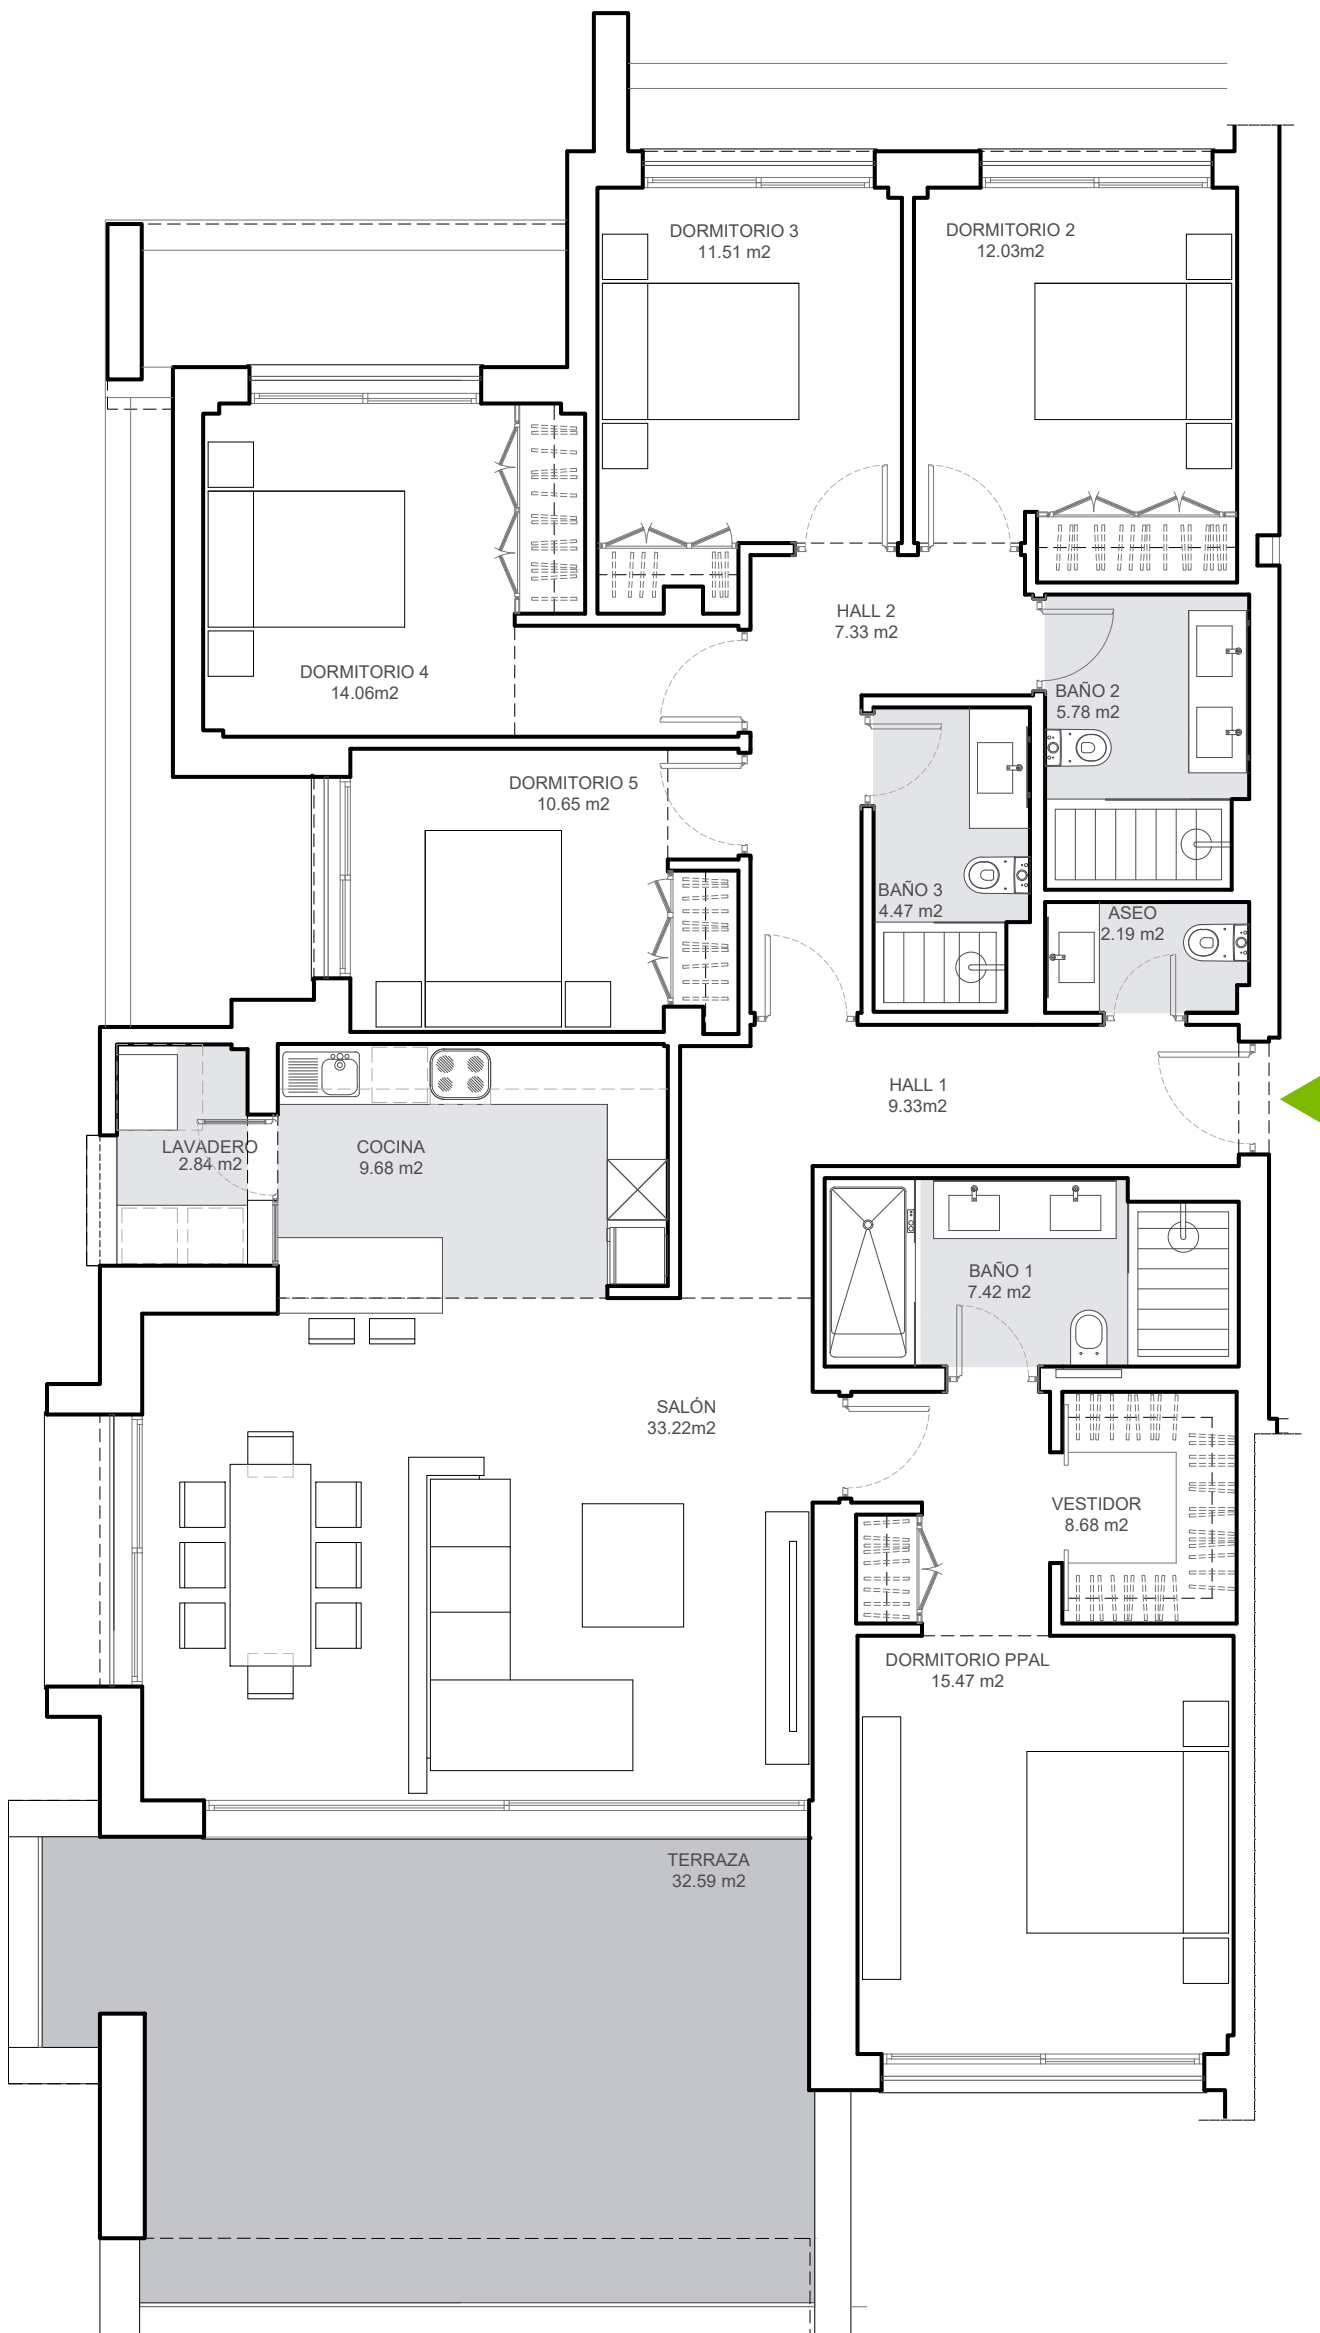 DORMITORIO 3
11.51 m2
DORMITORIO 2
12.03m2
HALL 2
7.33 m2
DORMITORIO 4
14.06m2
BAÑO 2
5.78 m2
DORMITORIO 5
10.65 m2
BAÑO 3
4.47 m2
ASEO
2.19 m2
HALL 1
9.33m2
LAVADERO
2.84 m2
COCINA
9.68 m2
BAÑO 1
7.42 m2
SALÓN
33.22m2
VESTIDOR
8.68 m2
DORMITORIO PPAL
15.47 m2
TERRAZA
32.59 m2